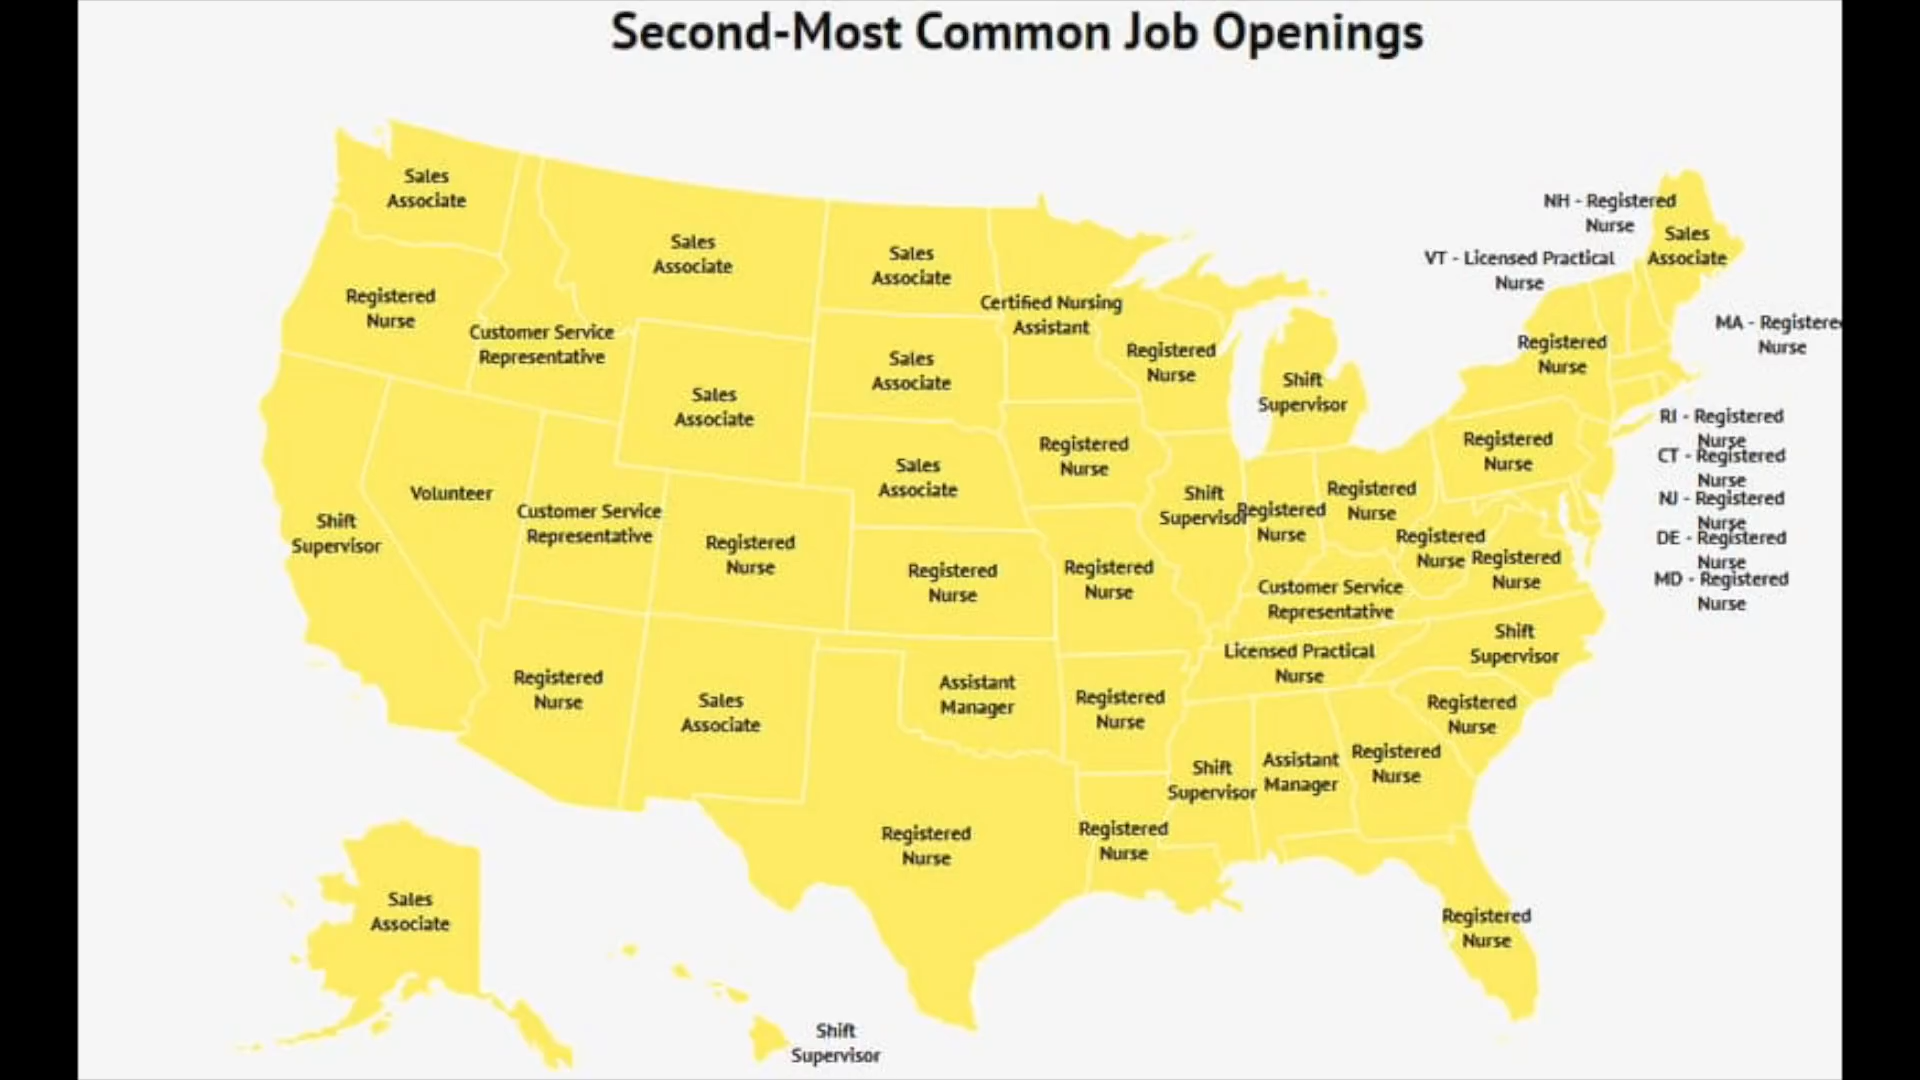 Second-Most Common Job Openings
Sales
Associate
Sales
Associate
Sales
Associate
NH - Registered
Nurse
Sales
Associate
VT - Licensed Practical
Nurse
Registered
Nurse
Customer Service
Representative
Certified Nursing
Assistant
Registered
Nurse
Shift
Supervisor
Registered
Nurse
MA - Registere
Nurse
Sales
Associate
Sales
Associate
Registered
Nurse
Registered
Nurse
RI - Registered
Nurse
CT - Registered
Nurse
NJ - Registered
Nurse
DE - Registered
Nurse
MD - Registered
Nurse
Shift
Supervisor
Volunteer
Customer Service
Representative
Registered
Nurse
Sales
Associate
Registered
Nurse
Registered
Nurse
Shift
Supervisor
Registered
Nurse
Registered
Nurse
Registered
Nurse
Registered
Nurse
Customer Service
Representative
Licensed Practical
Nurse
Shift
Supervisor
Registered
Nurse
Sales
Associate
Assistant
Manager
Registered
Nurse
Registered
Nurse
Shift
Supervisor
Assistant
Manager
Registered
Nurse
Registered
Nurse
Registered
Nurse
Registered
Nurse
Sales
Associate
Shift
Supervisor